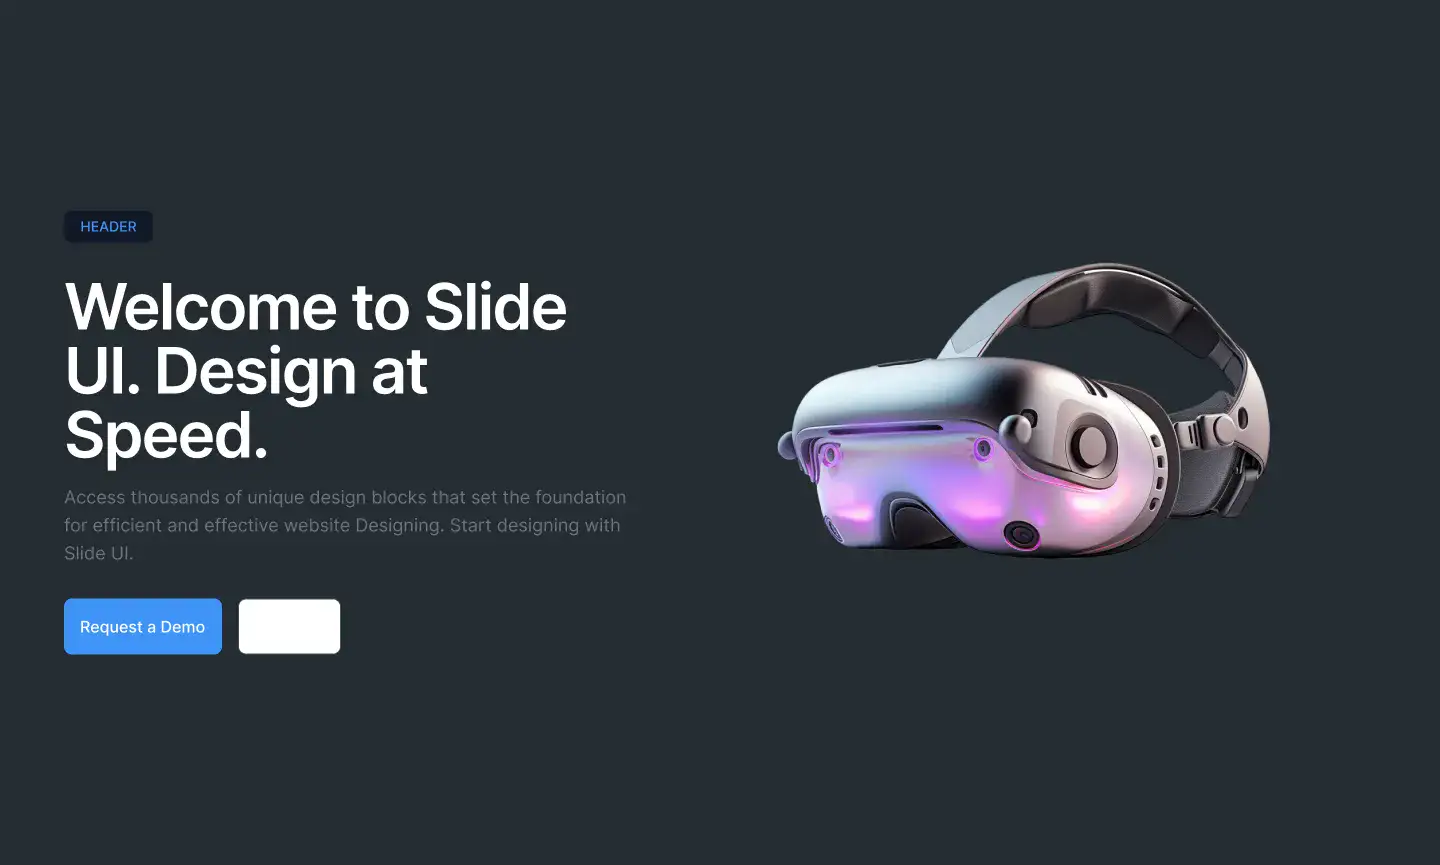 HEADER
Welcome to Slide
UI. Design at
Speed.
Access thousands of unique design blocks that set the foundation
for efficient and effective website Designing. Start designing with
Slide UI.
Request a Demo